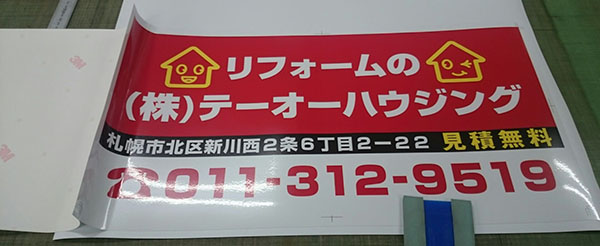 リフォームの
(株)テーオーハウジング
札幌市北区新川西2条6丁目2-22 見積無料
☎011-312-9519
3M
3M